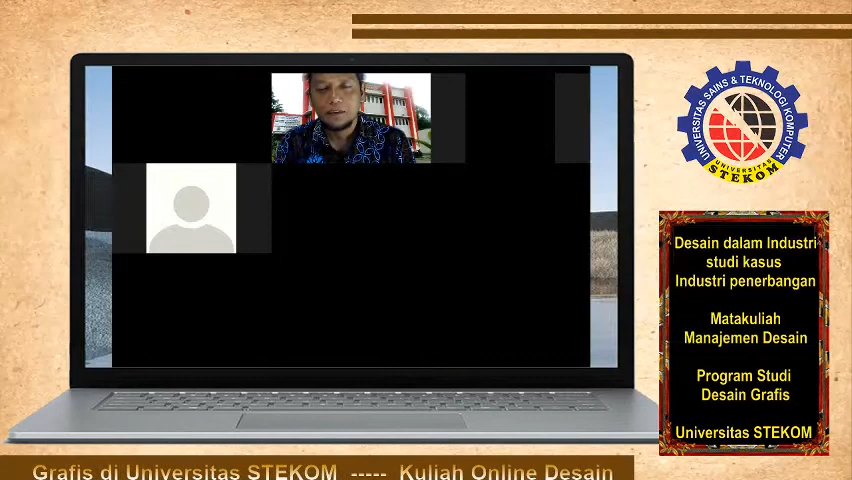 UNIVERSITAS SAINS & TEKNOLOGI KOMPUTER
UNIVERSITAS
STEKOM
Desain dalam Industri
studi kasus
Industri penerbangan
Matakuliah
Manajemen Desain
Program Studi
Desain Grafis
Universitas STEKOM
Grafis di Universitas STEKOM ----- Kuliah Online Desain